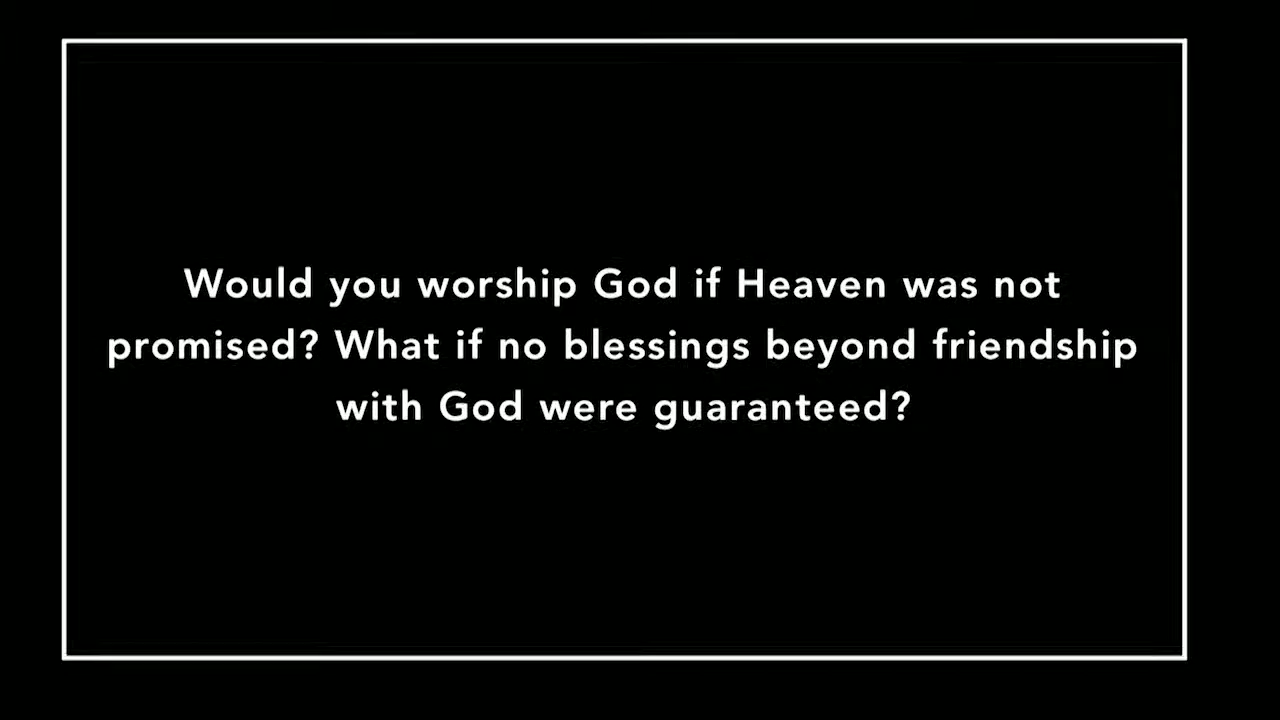 Would you worship God if Heaven was not
promised? What if no blessings beyond friendship
with God were guaranteed?